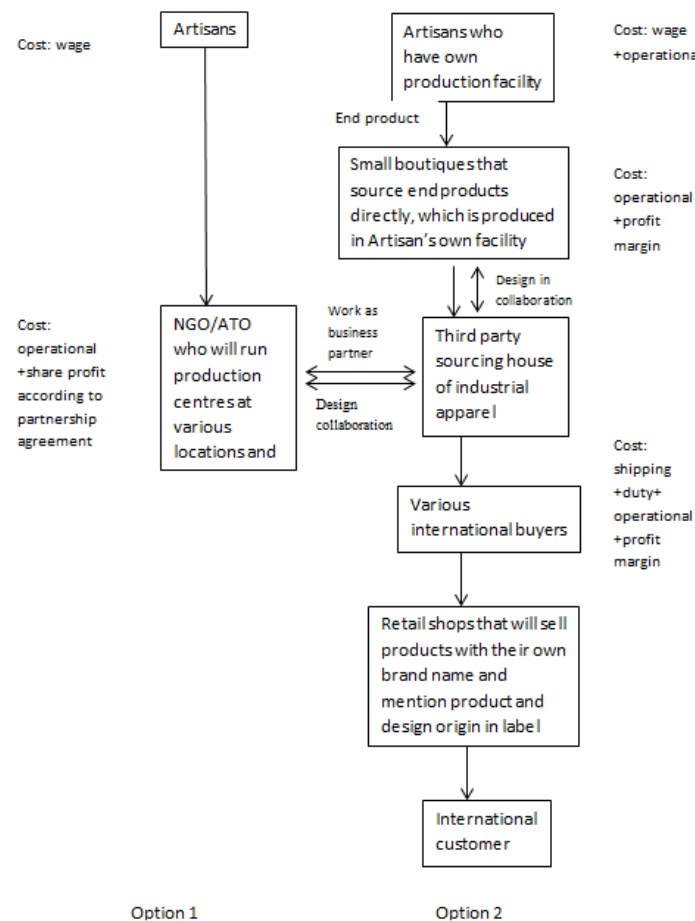 Artisans
Cost: wage
Artisans who
have own
production facility
Cost: wage
+operational
End product
Small boutiques that
source end products
directly, which is produced
in Artisan's own facility
Cost:
operational
+profit
margin
Design in
collaboration
Cost:
operational
+share profit
according to
partnership
agreement
NGO/ATO
who will run
production
centres at
various
locations and
Work as
business
partner
Design
collaboration
Third party
sourcing house
of industrial
apparel
Cost:
shipping
+duty+
operational
+profit
margin
Various
international buyers
Retail shops that will sell
products with their own
brand name and
mention product and
design origin in label
International
customer
Option 1
Option 2